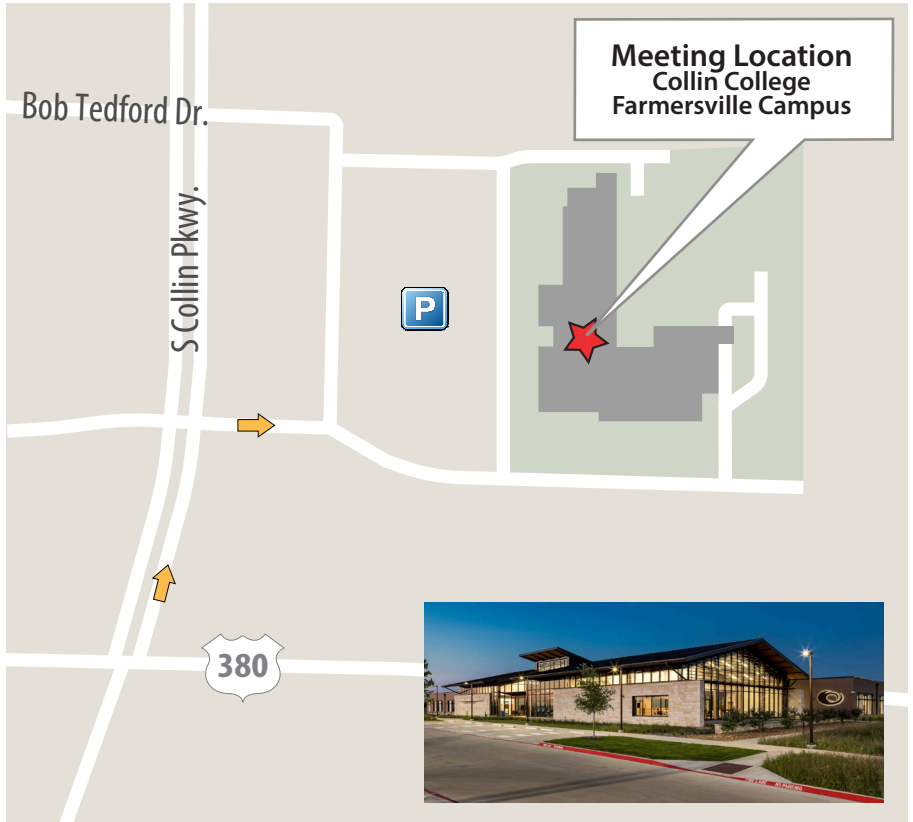 Meeting Location
Collin College
Farmersville Campus
Bob Tedford Dr.
S Collin Pkwy.
P
380